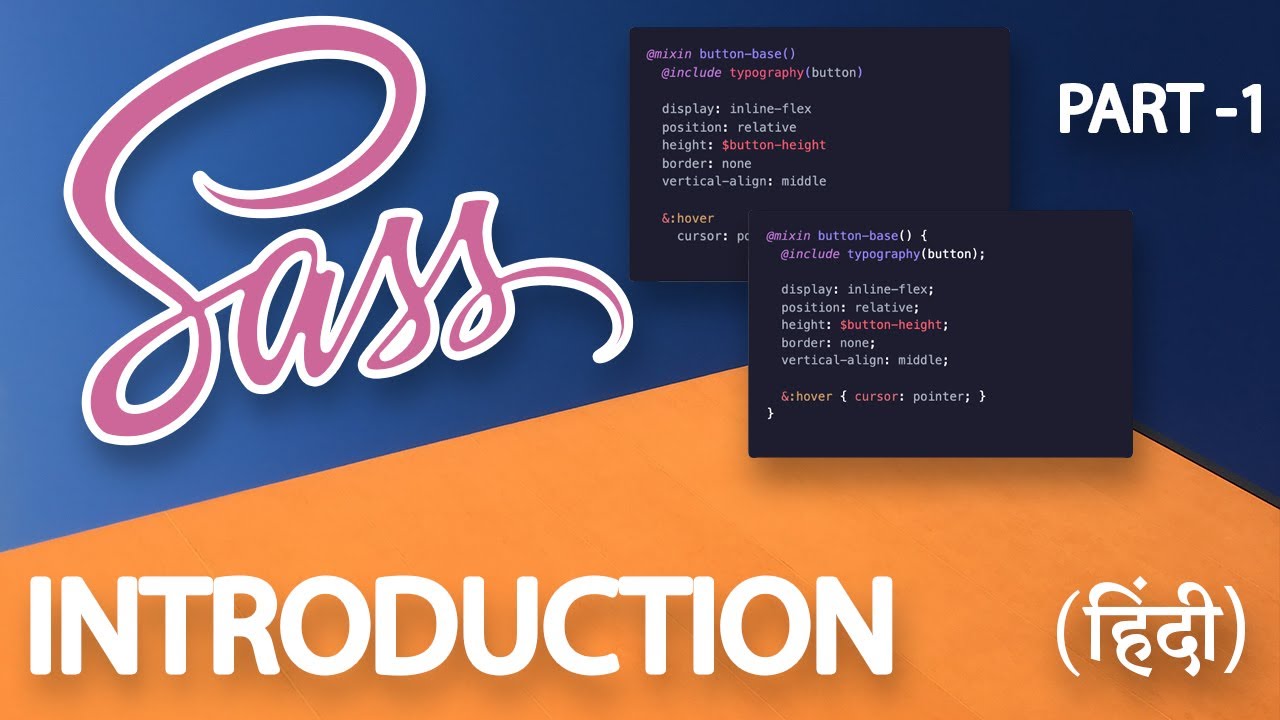 Sass
@mixin button-base()
@include typography(button)
display: inline-flex
position: relative
height: $button-height
border: none
vertical-align: middle
&:hover
cursor:
PART -1
@mixin button-base() {
@include typography(button);
display: inline-flex;
position: relative;
height: $button-height;
border: none;
vertical-align: middle;
&:hover { cursor: pointer; }
}
INTRODUCTION
(हिंदी)